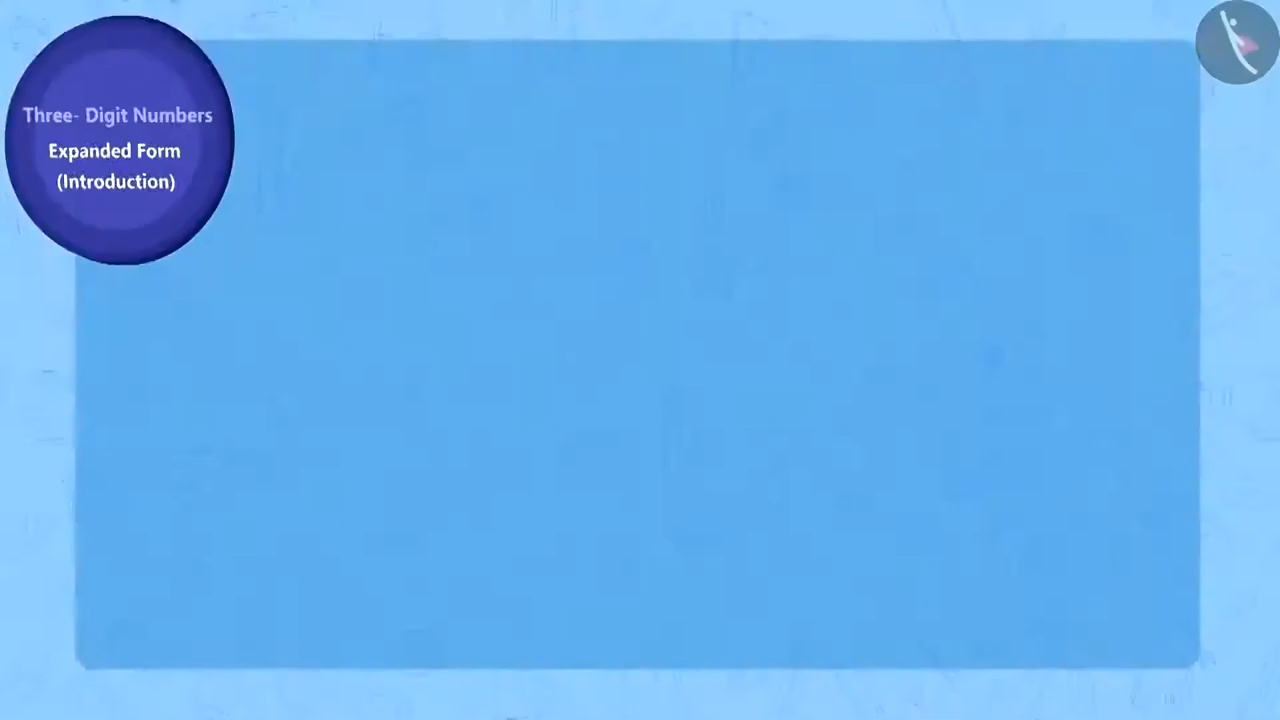 Three- Digit Numbers
Expanded Form
(Introduction)